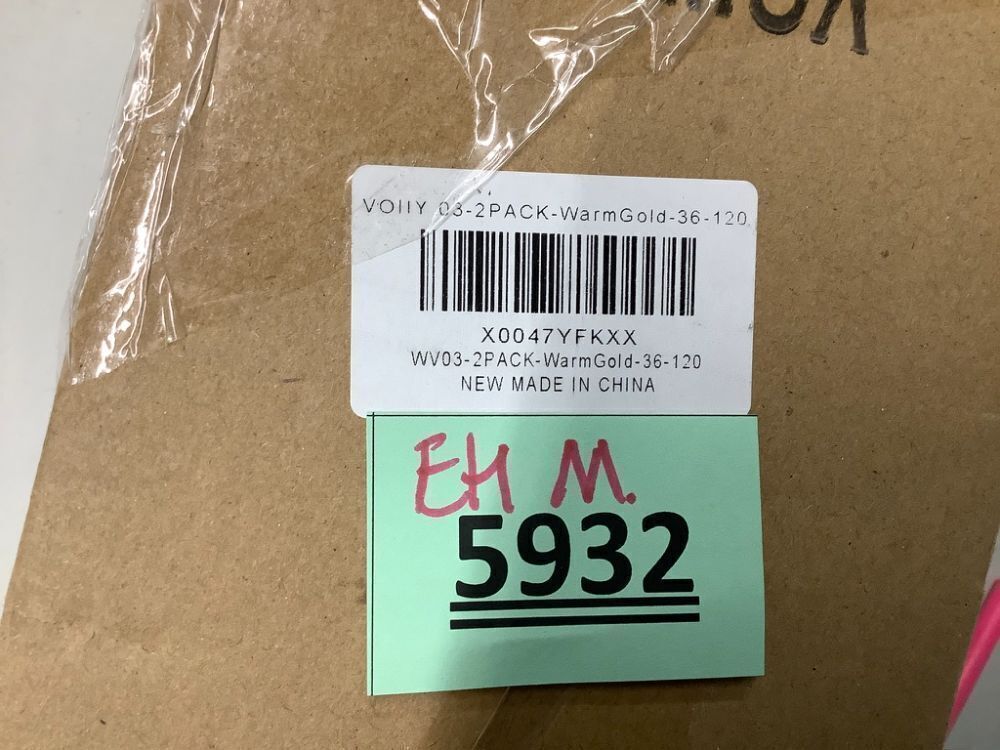 VOIIY 03-2PACK-WarmGold-36-120
X0047YFKXX
WV03-2PACK-WarmGold-36-120
NEW MADE IN CHINA
EH M.
5932